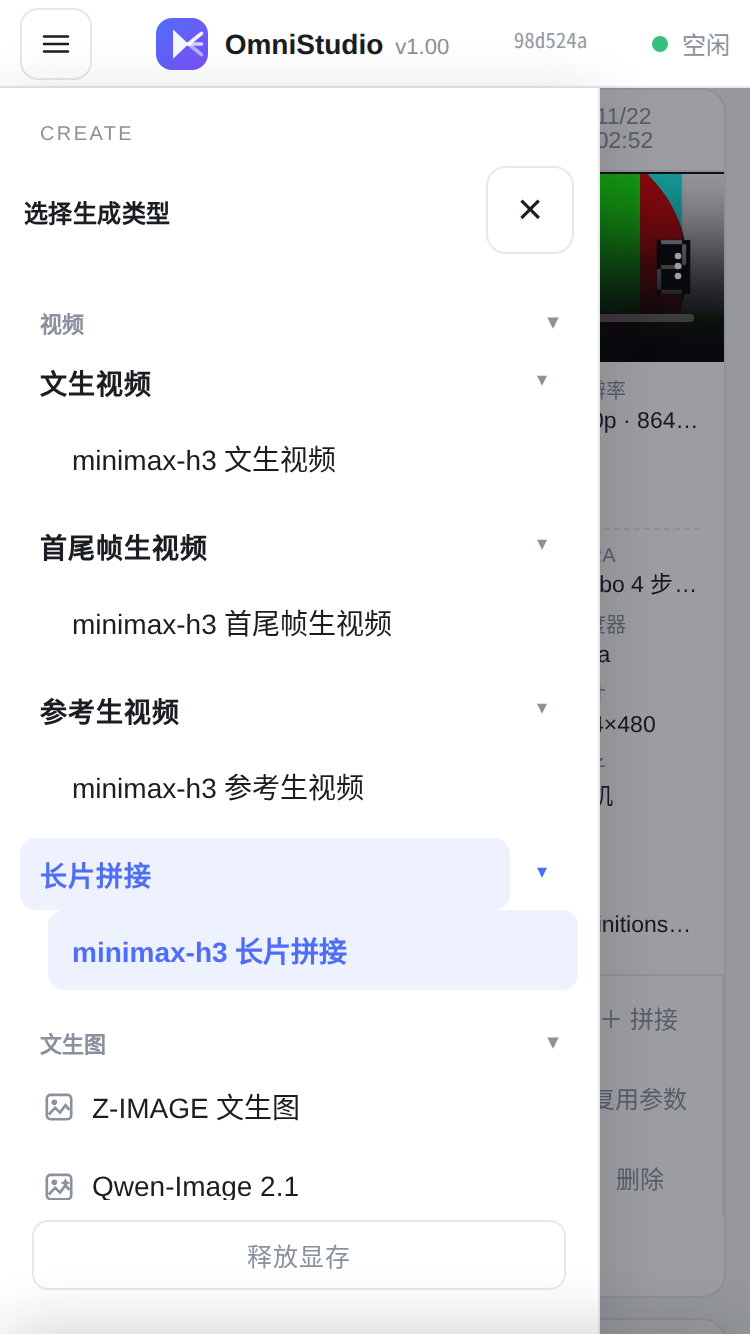 OmniStudio v1.00 98d524a 空闲
CREATE
选择生成类型
视频
文生视频
minimax-h3 文生视频
首尾帧生视频
minimax-h3 首尾帧生视频
参考生视频
minimax-h3 参考生视频
长片拼接
minimax-h3 长片拼接
文生图
Z-IMAGE 文生图
Qwen-Image 2.1
释放显存
11/22
02:52
率
p · 864…
A
bo 4 步…
器
a
×480
initions…
＋ 拼接
复用参数
删除